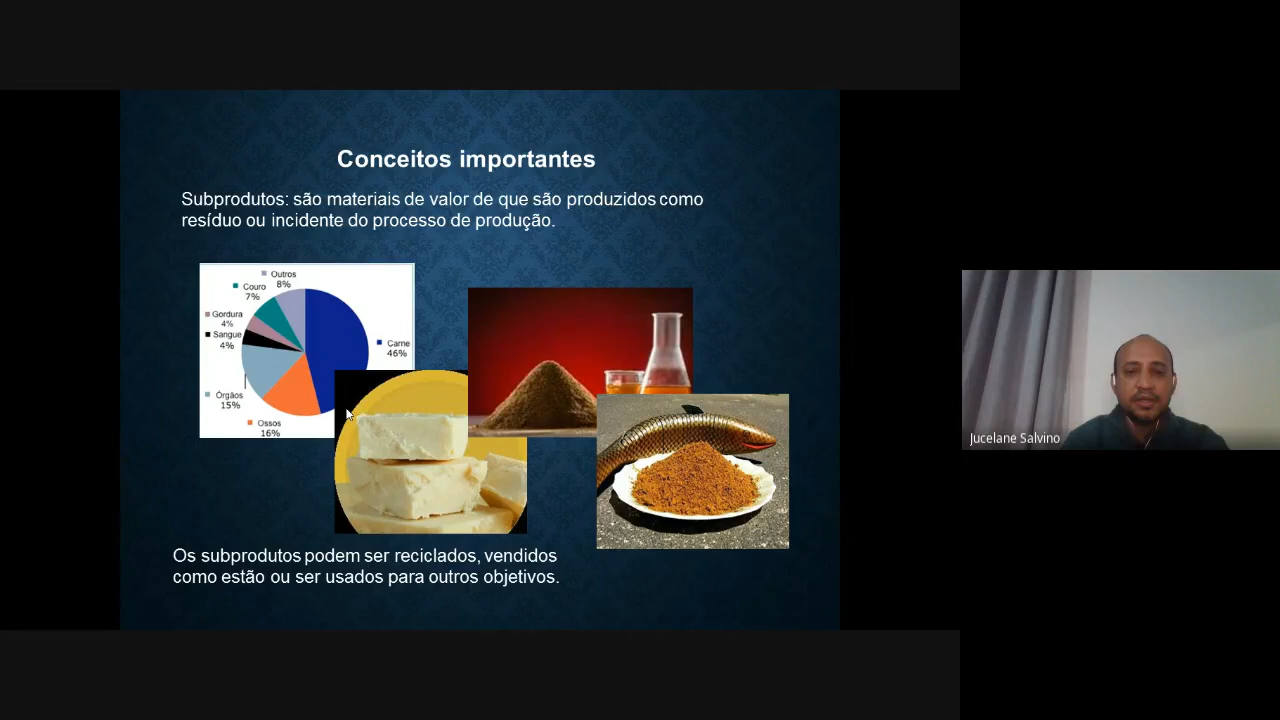 Conceitos importantes
Subprodutos: são materiais de valor de que são produzidos como
resíduo ou incidente do processo de produção.
Outros
8%
Couro
7%
Gordura
4%
Sangue
4%
Carne
46%
Órgãos
15%
Ossos
16%
Jucelane Salvino
Os subprodutos podem ser reciclados, vendidos
como estão ou ser usados para outros objetivos.